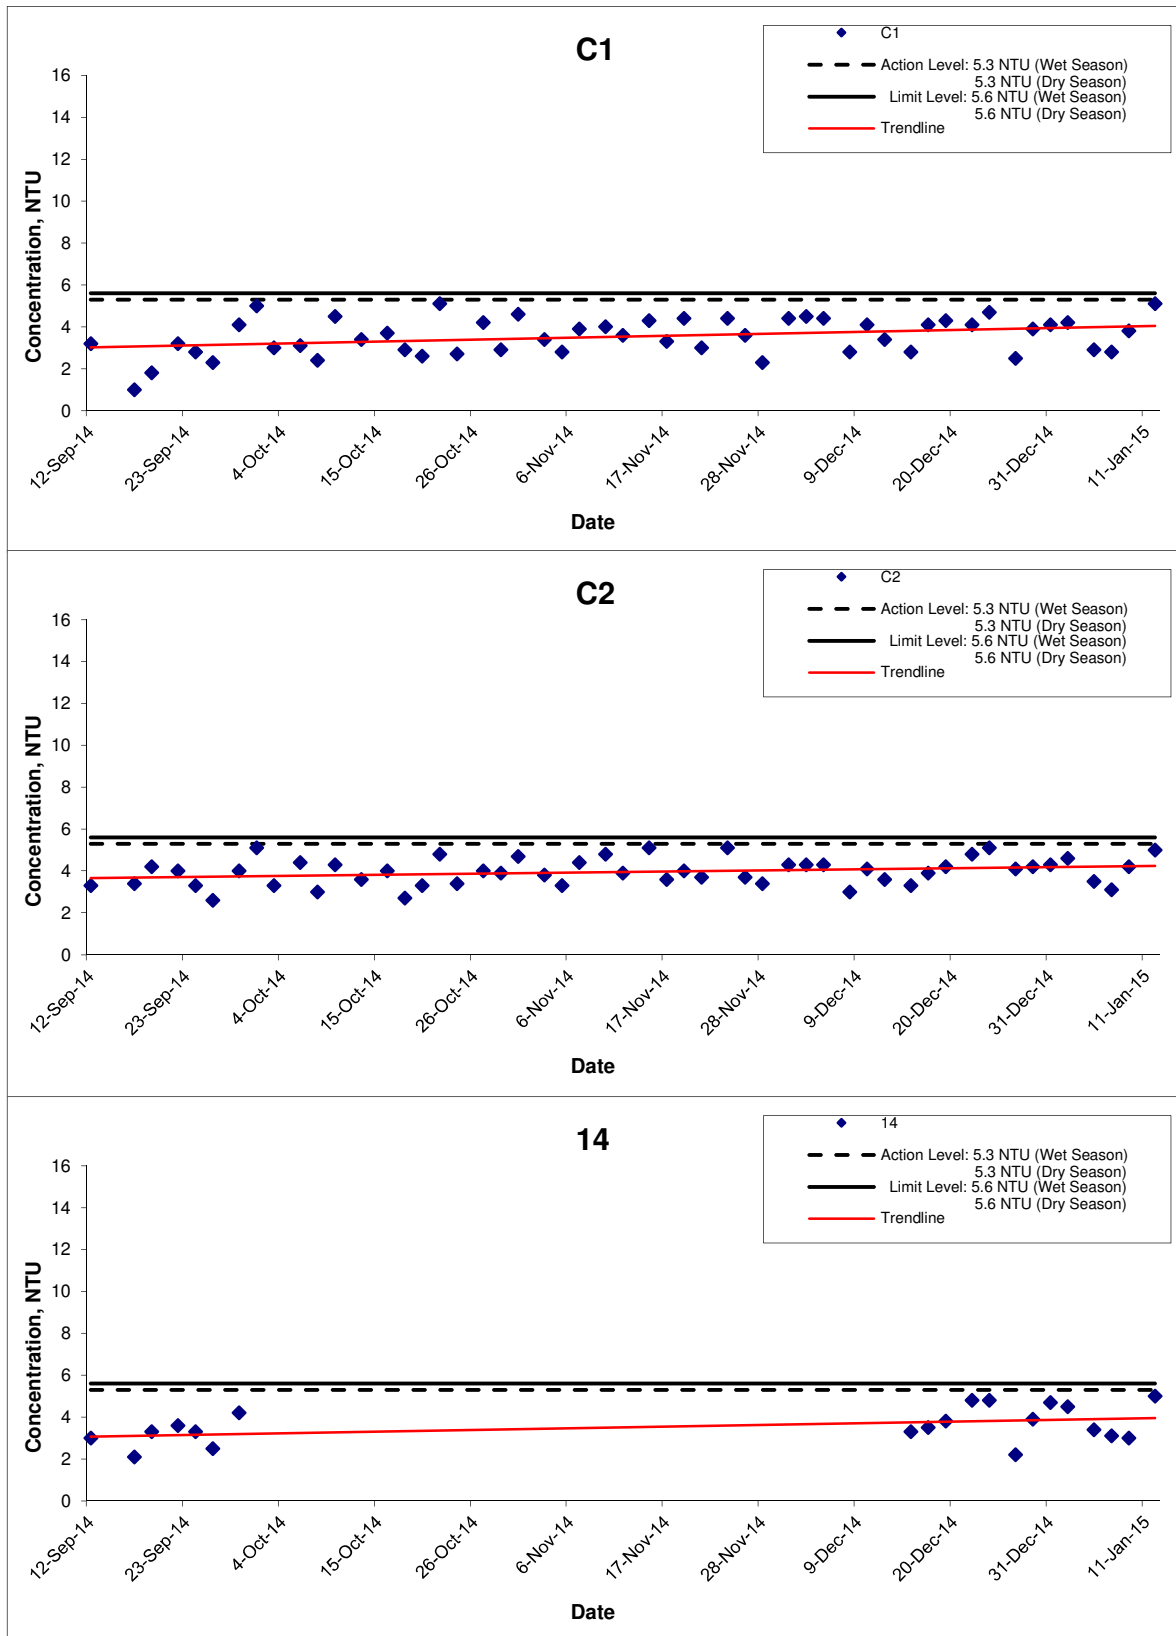 C1
C1
Action Level: 5.3 NTU (Wet Season)
5.3 NTU (Dry Season)
Limit Level: 5.6 NTU (Wet Season)
5.6 NTU (Dry Season)
Trendline
Concentration, NTU
16
14
12
10
8
6
4
2
0
12-Sep-14
23-Sep-14
4-Oct-14
15-Oct-14
26-Oct-14
6-Nov-14
17-Nov-14
28-Nov-14
9-Dec-14
20-Dec-14
31-Dec-14
11-Jan-15
Date
C2
C2
Action Level: 5.3 NTU (Wet Season)
5.3 NTU (Dry Season)
Limit Level: 5.6 NTU (Wet Season)
5.6 NTU (Dry Season)
Trendline
Concentration, NTU
16
14
12
10
8
6
4
2
0
12-Sep-14
23-Sep-14
4-Oct-14
15-Oct-14
26-Oct-14
6-Nov-14
17-Nov-14
28-Nov-14
9-Dec-14
20-Dec-14
31-Dec-14
11-Jan-15
Date
14
14
Action Level: 5.3 NTU (Wet Season)
5.3 NTU (Dry Season)
Limit Level: 5.6 NTU (Wet Season)
5.6 NTU (Dry Season)
Trendline
Concentration, NTU
16
14
12
10
8
6
4
2
0
12-Sep-14
23-Sep-14
4-Oct-14
15-Oct-14
26-Oct-14
6-Nov-14
17-Nov-14
28-Nov-14
9-Dec-14
20-Dec-14
31-Dec-14
11-Jan-15
Date